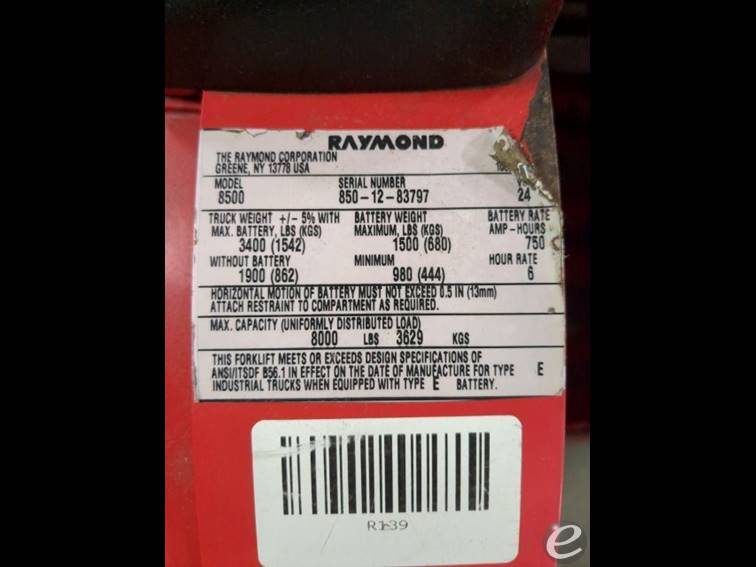 RAYMOND
THE RAYMOND CORPORATION
GREENE, NY 13778 USA
MODEL SERIAL NUMBER
8500 850-12-83797 24
TRUCK WEIGHT +/- 5% WITH BATTERY WEIGHT BATTERY RATE
MAX. BATTERY, LBS (KGS) MAXIMUM, LBS (KGS) AMP-HOURS
3400 (1542) 1500 (680) 750
WITHOUT BATTERY MINIMUM HOUR RATE
1900 (862) 980 (444) 6
HORIZONTAL MOTION OF BATTERY MUST NOT EXCEED 0.5 IN (13mm)
ATTACH RESTRAINT TO COMPARTMENT AS REQUIRED.
MAX. CAPACITY (UNIFORMLY DISTRIBUTED LOAD)
8000 LBS 3629 KGS
THIS FORKLIFT MEETS OR EXCEEDS DESIGN SPECIFICATIONS OF
ANSI/ITSDF B56.1 IN EFFECT ON THE DATE OF MANUFACTURE FOR TYPE E
INDUSTRIAL TRUCKS WHEN EQUIPPED WITH TYPE E BATTERY.
R139
e